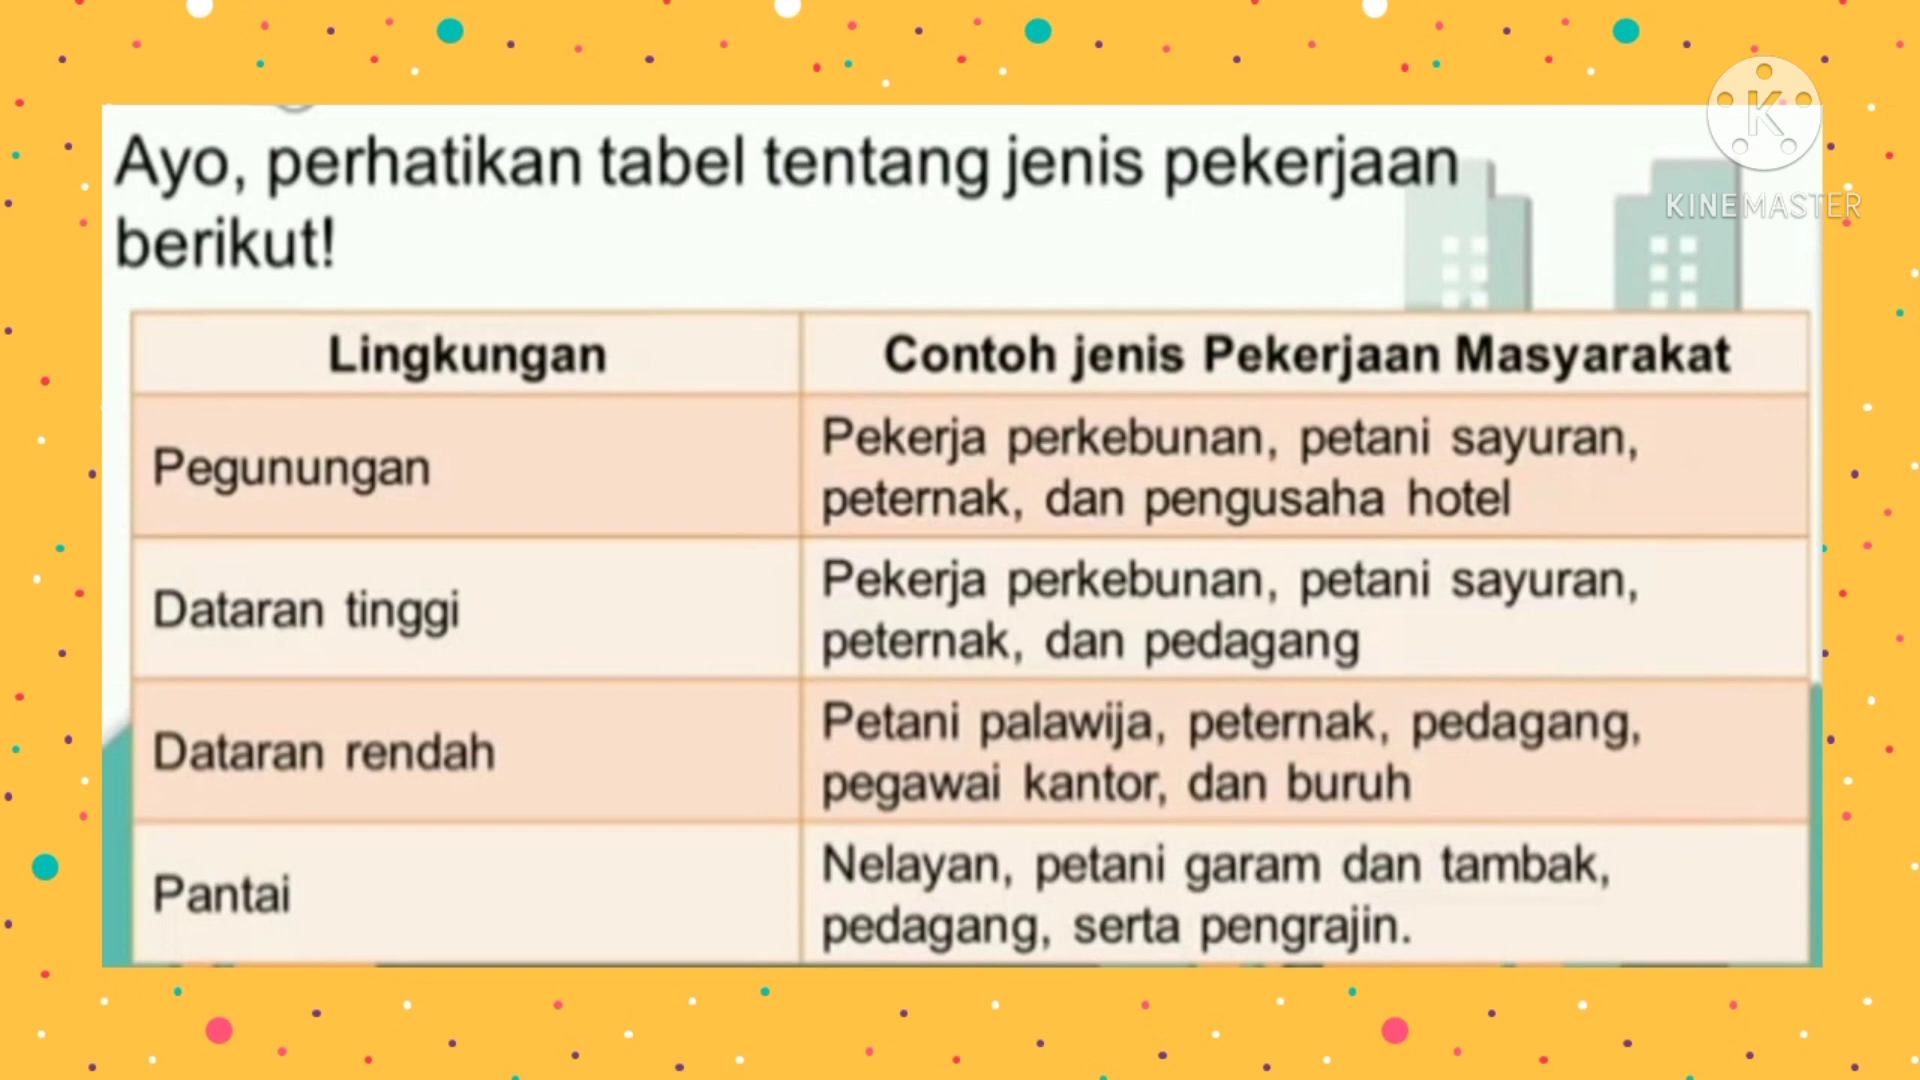 Ayo, perhatikan tabel tentang jenis pekerjaan
berikut!
K
KINEMASTER
Lingkungan
Contoh jenis Pekerjaan Masyarakat
Pegunungan
Pekerja perkebunan, petani sayuran,
peternak, dan pengusaha hotel
Dataran tinggi
Pekerja perkebunan, petani sayuran,
peternak, dan pedagang
Dataran rendah
Petani palawija, peternak, pedagang,
pegawai kantor, dan buruh
Pantai
Nelayan, petani garam dan tambak,
pedagang, serta pengrajin.